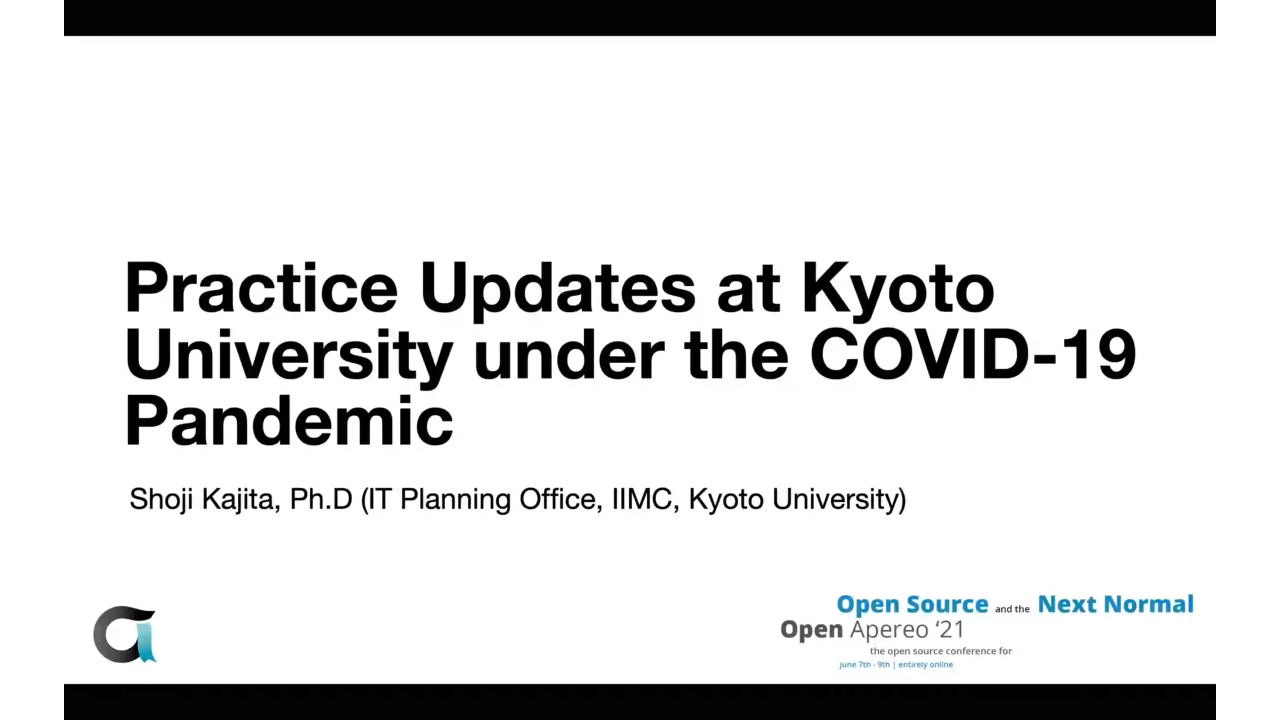 Practice Updates at Kyoto
University under the COVID-19
Pandemic
Shoji Kajita, Ph.D (IT Planning Office, IIMC, Kyoto University)
Open Source and the Next Normal
Open Apereo ‘21
the open source conference for
june 7th - 9th | entirely online